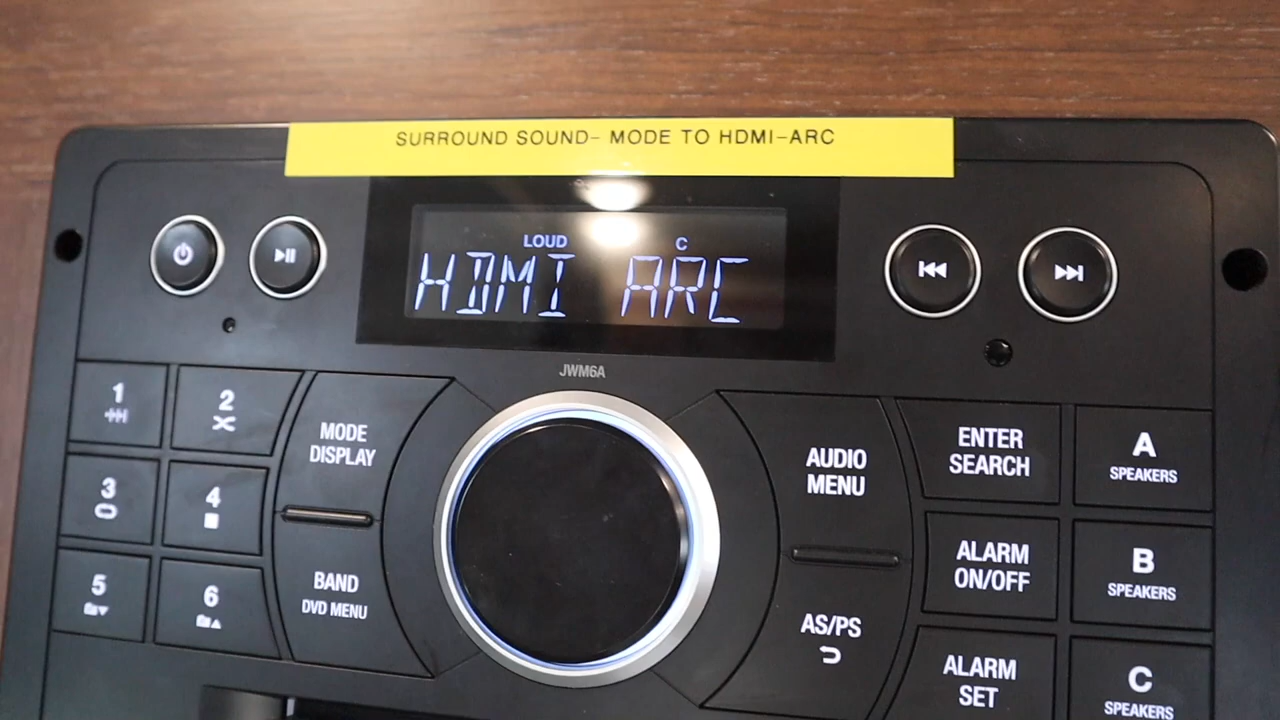 SURROUND SOUND- MODE TO HDMI-ARC
LOUD C
HDMI ARC
JWM6A
1
2
3
4
5
6
MODE
DISPLAY
BAND
DVD MENU
AUDIO
MENU
AS/PS
ENTER
SEARCH
ALARM
ON/OFF
ALARM
SET
A
SPEAKERS
B
SPEAKERS
C
SPEAKERS